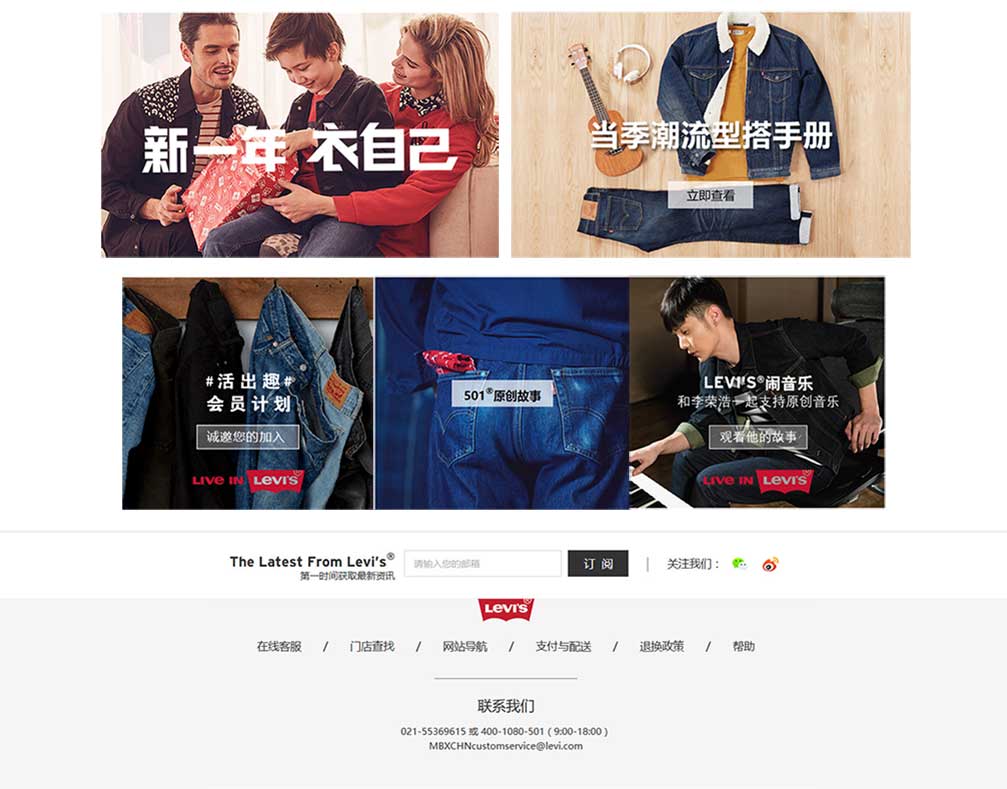 新一年 衣自己
当季潮流型搭手册
立即查看
#活出趣#
会员计划
诚邀您的加入
LIVE IN Levi's®
501®原创故事
LEVI'S®闹音乐
和李荣浩一起支持原创音乐
观看他的故事
LIVE IN Levi's®
The Latest From Levi's®
第一时间获取最新资讯
请输入您的邮箱
订 阅
| 关注我们：
Levi's®
在线客服 / 门店查找 / 网站导航 / 支付与配送 / 退换政策 / 帮助
联系我们
021-55369615 或 400-1080-501 ( 9:00-18:00 )
MBXCHNcustomservice@levi.com